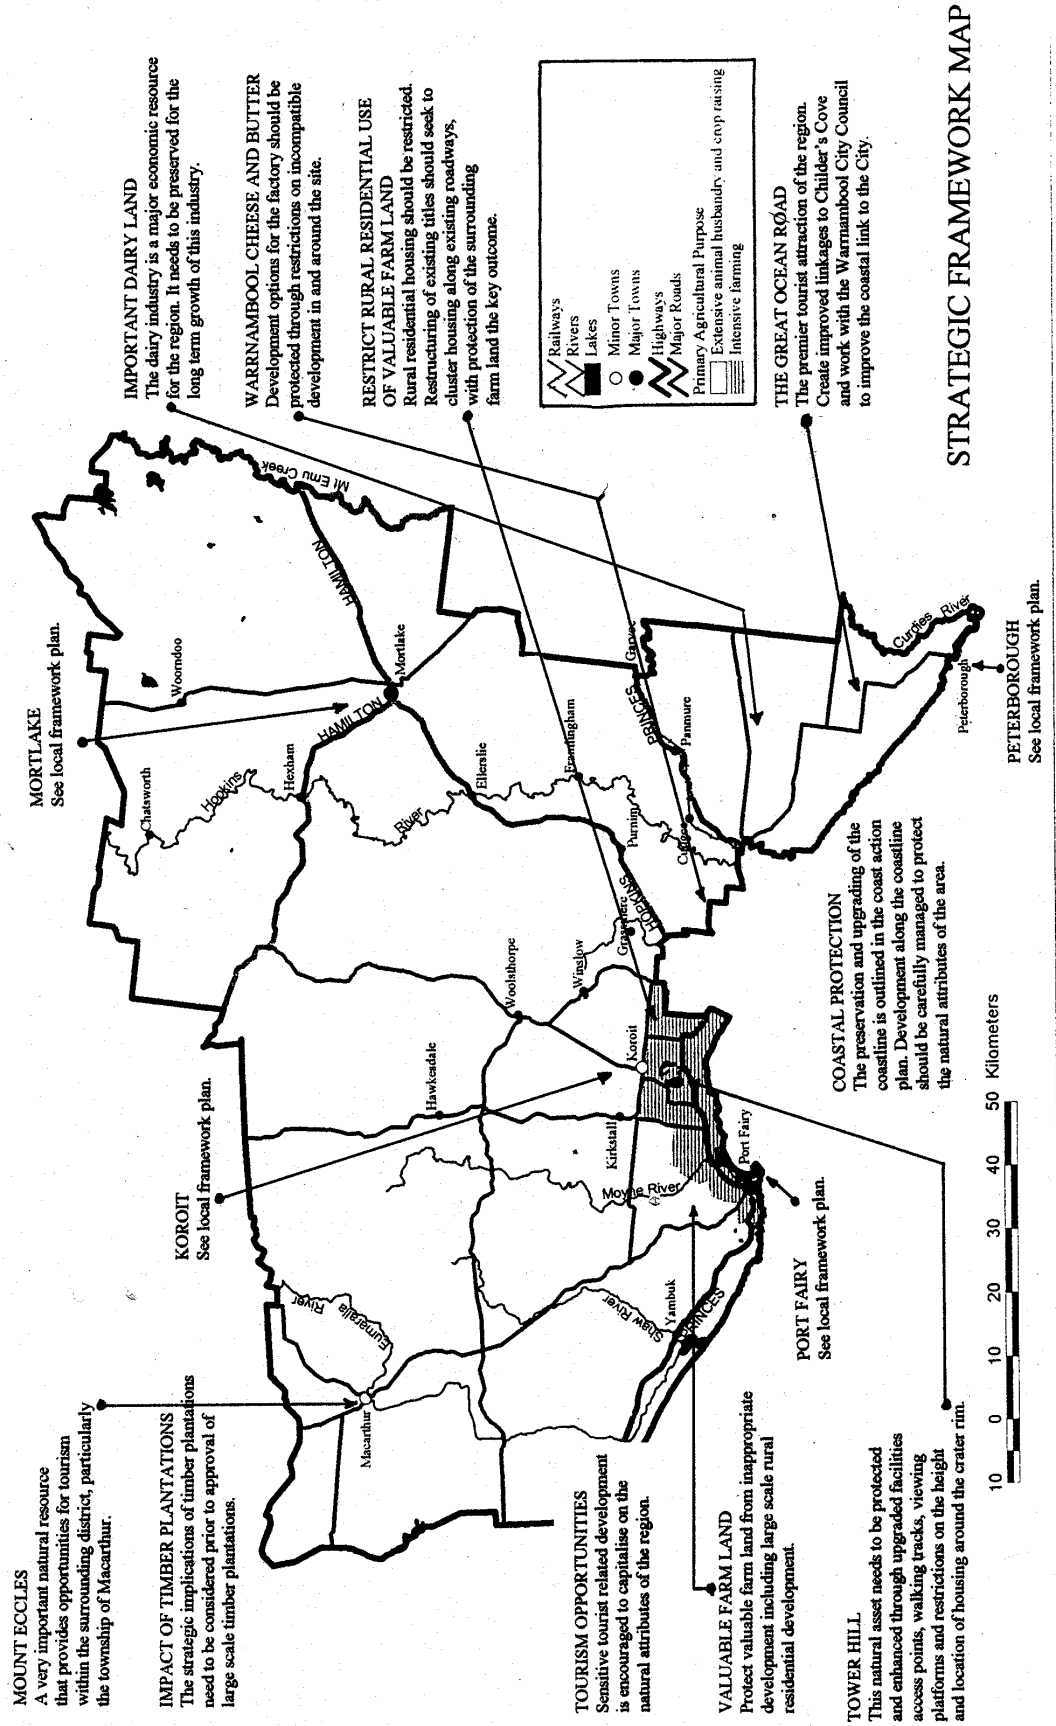 STRATEGIC FRAMEWORK MAP
MOUNT ECCLES
A very important natural resource
that provides opportunities for tourism
within the surrounding district, particularly
the township of Macarthur.
IMPACT OF TIMBER PLANTATIONS
The strategic implications of timber plantations
need to be considered prior to approval of
large scale timber plantations.
KOROIT
See local framework plan.
MORTLAKE
See local framework plan.
IMPORTANT DAIRY LAND
The dairy industry is a major economic resource
for the region. It needs to be preserved for the
long term growth of this industry.
WARRNAMBOOL CHEESE AND BUTTER
Development options for the factory should be
protected through restrictions on incompatible
development in and around the site.
RESTRICT RURAL RESIDENTIAL USE
OF VALUABLE FARM LAND
Rural residential housing should be restricted.
Restructuring of existing titles should seek to
cluster housing along existing roadways,
with protection of the surrounding
farm land the key outcome.
Railways
Rivers
Lakes
Minor Towns
Major Towns
Highways
Major Roads
Primary Agricultural Purpose
Extensive animal husbandry and crop raising
Intensive farming
THE GREAT OCEAN ROAD
The premier tourist attraction of the region.
Create improved linkages to Childer's Cove
and work with the Warrnambool City Council
to improve the coastal link to the City.
PETERBOROUGH
See local framework plan.
COASTAL PROTECTION
The preservation and upgrading of the
coastline is outlined in the coast action
plan. Development along the coastline
should be carefully managed to protect
the natural attributes of the area.
PORT FAIRY
See local framework plan.
TOURISM OPPORTUNITIES
Sensitive tourist related development
is encouraged to capitalise on the
natural attributes of the region.
VALUABLE FARM LAND
Protect valuable farm land from inappropriate
development including large scale rural
residential development.
TOWER HILL
This natural asset needs to be protected
and enhanced through upgraded facilities
access points, walking tracks, viewing
platforms and restrictions on the height
and location of housing around the crater rim.
10 0 10 20 30 40 50 Kilometers
Chatsworth
Woorndoo
Hopkins
River
Hexham
HAMILTON
HAMILTON
Mt Emu Creek
Mortlake
Ellerslie
Framlingham
Purnim
Cudgee
Panmure
PRINCES
Garvoc
Curdies River
Peterborough
HOPKINS
Grassmere
Winslow
Woolsthorpe
Koroit
Hawkesdale
Kirkstall
Moyne River
Port Fairy
Yambuk
PRINCES
Shaw River
Eumaralla
River
Macarthur